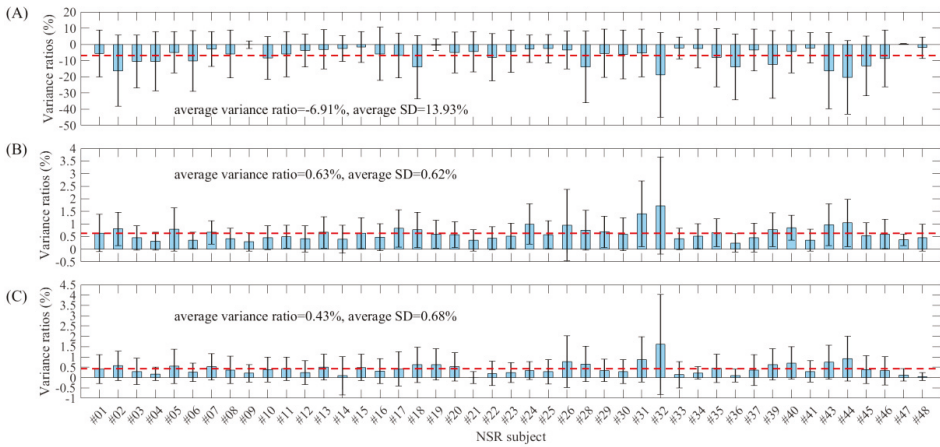 (A)
Variance ratios (%)
20
10
0
-10
-20
-30
-40
-50
average variance ratio=-6.91%, average SD=13.93%
(B)
Variance ratios (%)
4
3.5
3
2.5
2
1.5
1
0.5
0
-0.5
average variance ratio=0.63%, average SD=0.62%
(C)
Variance ratios (%)
4.5
4
3.5
3
2.5
2
1.5
1
0.5
0
-0.5
-1
average variance ratio=0.43%, average SD=0.68%
#01 #02 #03 #04 #05 #06 #07 #08 #09 #10 #11 #12 #13 #14 #15 #16 #17 #18 #19 #20 #21 #22 #23 #24 #25 #26 #28 #29 #30 #31 #32 #33 #34 #35 #36 #37 #39 #40 #41 #43 #44 #45 #46 #47 #48
NSR subject